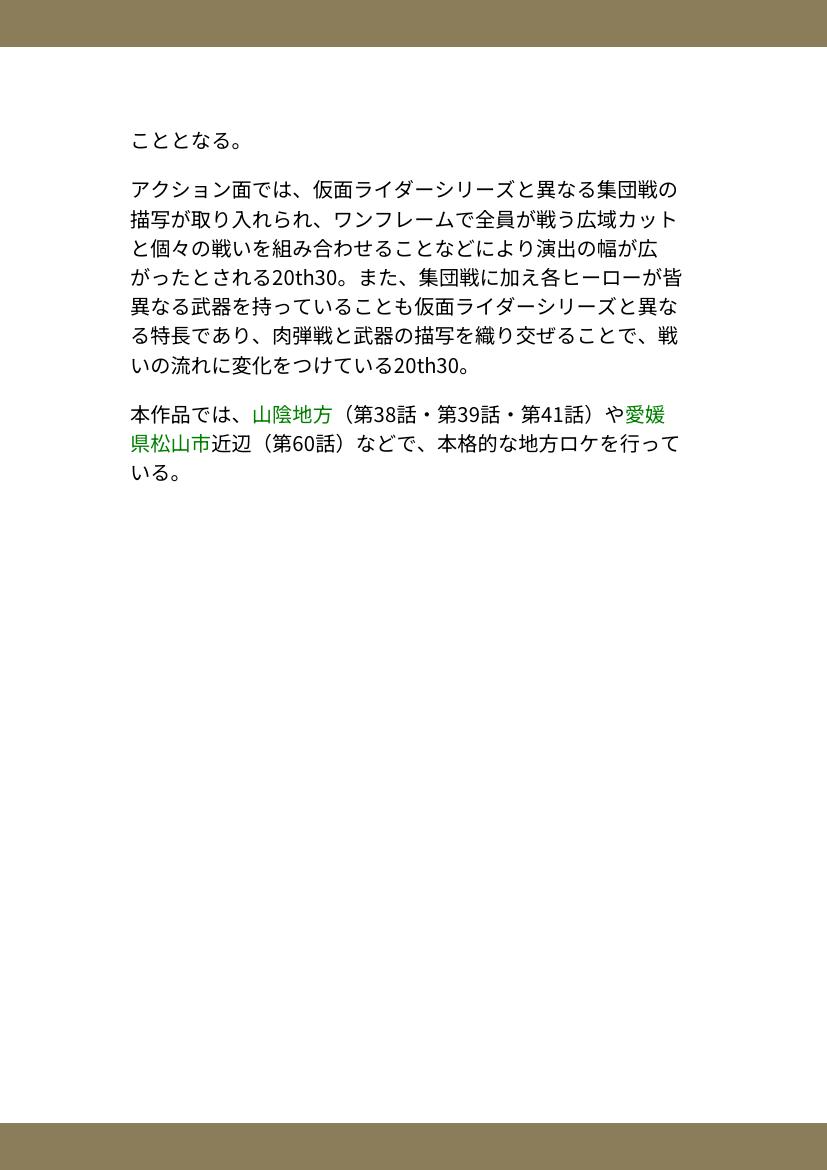 こととなる。
アクション面では、仮面ライダーシリーズと異なる集団戦の
描写が取り入れられ、ワンフレームで全員が戦う広域カット
と個々の戦いを組み合わせることなどにより演出の幅が広
がったとされる20th30。また、集団戦に加え各ヒーローが皆
異なる武器を持っていることも仮面ライダーシリーズと異な
る特長であり、肉弾戦と武器の描写を織り交ぜることで、戦
いの流れに変化をつけている20th30。
本作品では、山陰地方（第38話・第39話・第41話）や愛媛
県松山市近辺（第60話）などで、本格的な地方ロケを行って
いる。